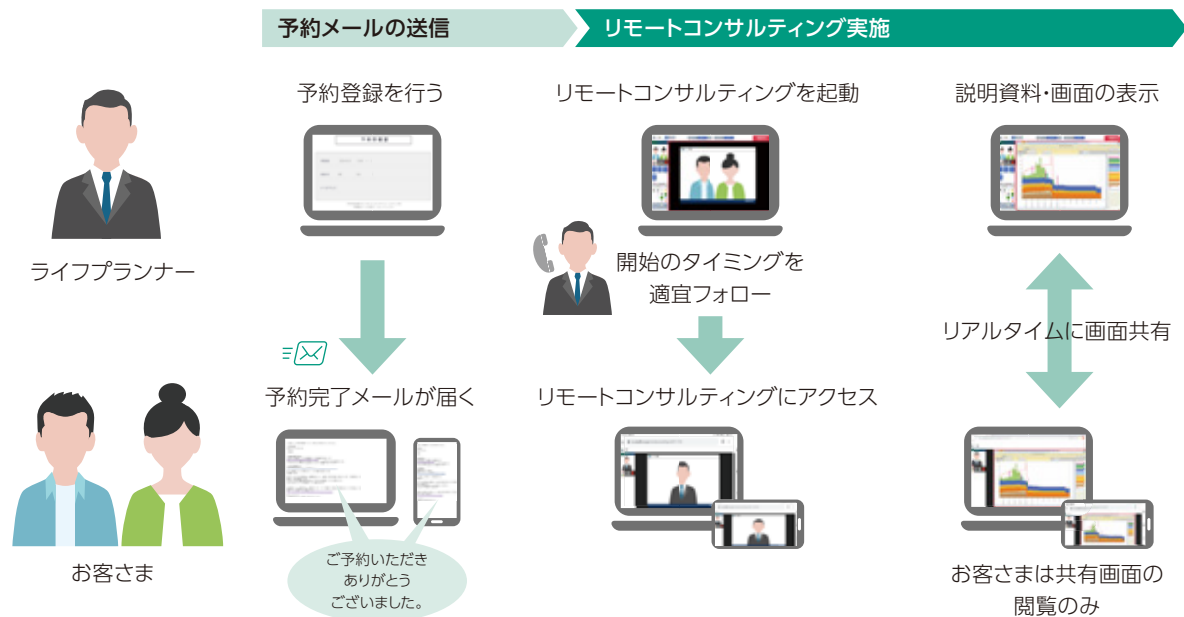 予約メールの送信
リモートコンサルティング実施
予約登録を行う
リモートコンサルティングを起動
説明資料・画面の表示
ライフプランナー
開始のタイミングを
適宜フォロー
リアルタイムに画面共有
予約完了メールが届く
リモートコンサルティングにアクセス
ご予約いただき
ありがとう
ございました。
お客さま
お客さまは共有画面の
閲覧のみ